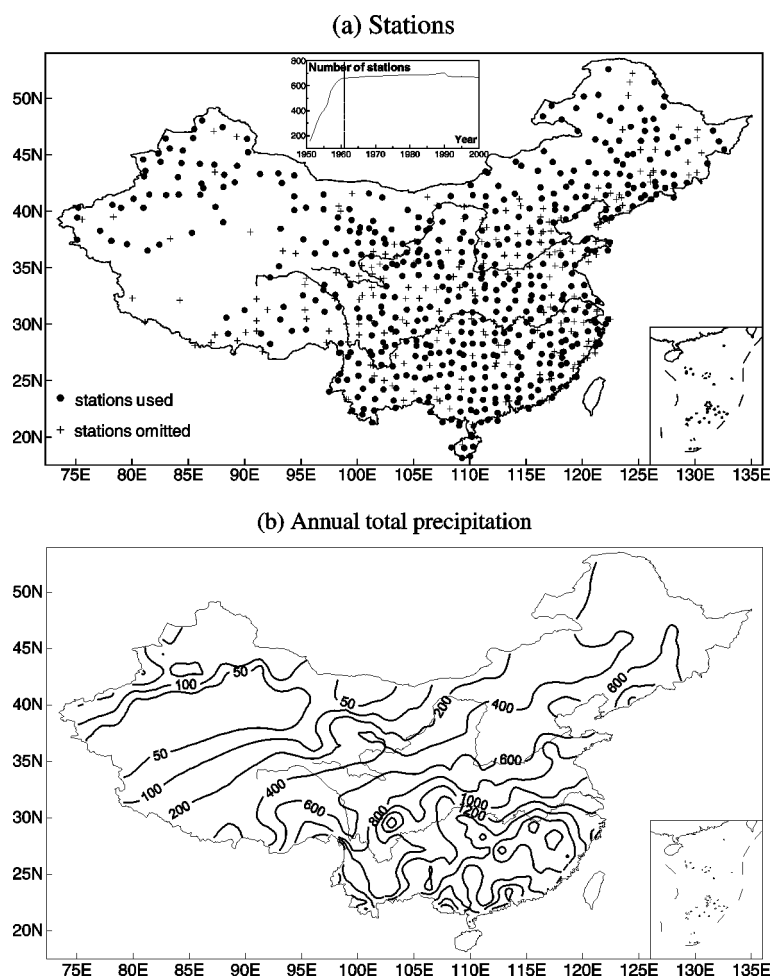 (a) Stations
800
Number of stations
600
400
200
Year
1950 1960 1970 1980 1990 2000
50N
45N
40N
35N
30N
25N
20N
stations used
stations omitted
75E 80E 85E 90E 95E 100E 105E 110E 115E 120E 125E 130E 135E
(b) Annual total precipitation
50N
45N
40N
35N
30N
25N
20N
100
50
50
200
400
600
50
100
200
400
600
600
800
1000
200
75E 80E 85E 90E 95E 100E 105E 110E 115E 120E 125E 130E 135E